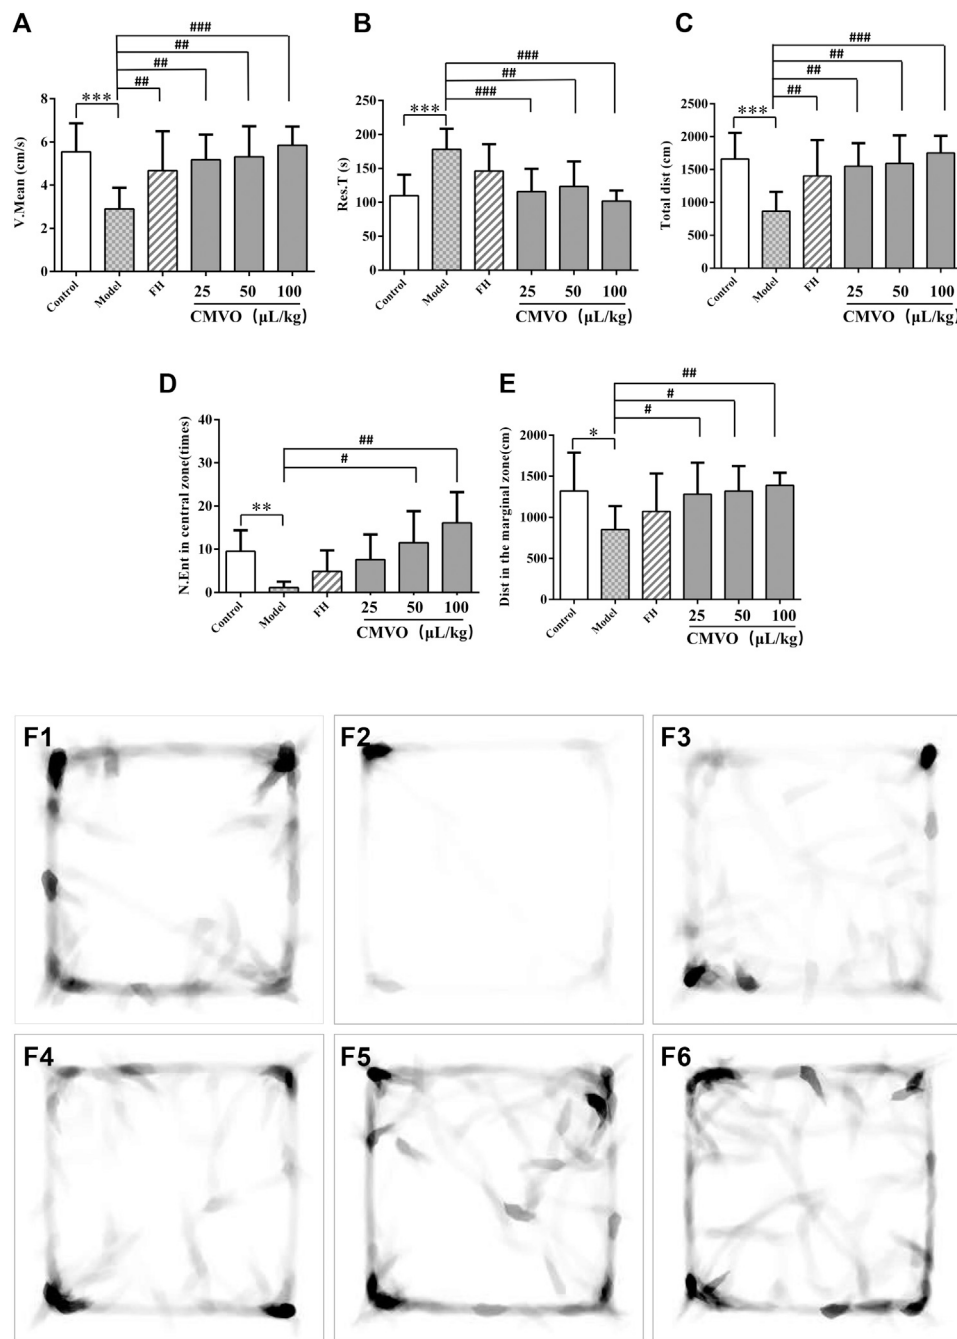 A
###
##
##
##
***
V.Mean (cm/s)
8
6
4
2
0
Control
Model
FH
25
50
100
CMVO (μL/kg)
B
###
##
###
***
Res.T (s)
250
200
150
100
50
0
Control
Model
FH
25
50
100
CMVO (μL/kg)
C
###
##
##
##
***
Total dist (cm)
2500
2000
1500
1000
500
0
Control
Model
FH
25
50
100
CMVO (μL/kg)
D
##
#
**
N.Ent in central zone(times)
40
30
20
10
0
Control
Model
FH
25
50
100
CMVO (μL/kg)
E
##
#
#
*
Dist in the marginal zone(cm)
2000
1500
1000
500
0
Control
Model
FH
25
50
100
CMVO (μL/kg)
F1
F2
F3
F4
F5
F6